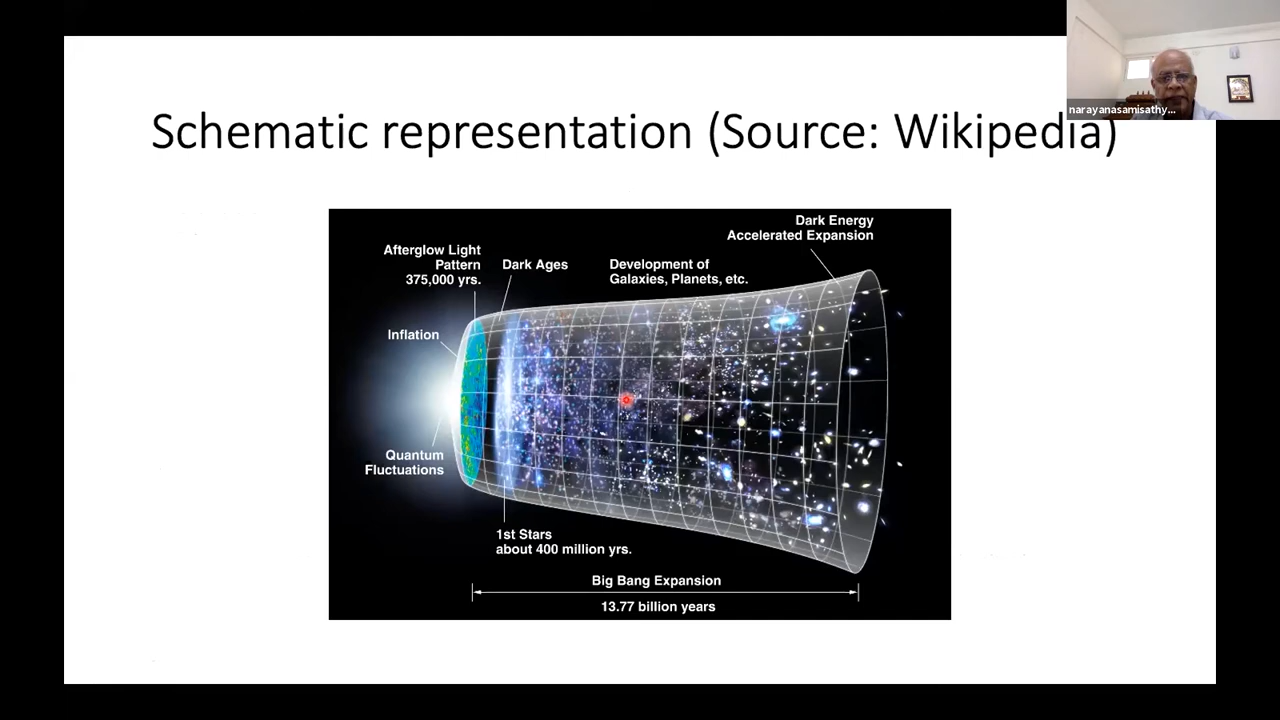 narayanasamisathy...
Schematic representation (Source: Wikipedia)
Dark Energy
Accelerated Expansion
Afterglow Light
Pattern
375,000 yrs.
Dark Ages
Development of
Galaxies, Planets, etc.
Inflation
Quantum
Fluctuations
1st Stars
about 400 million yrs.
Big Bang Expansion
13.77 billion years